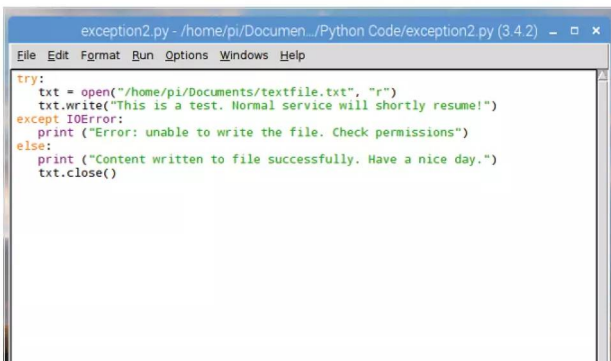 exception2.py - /home/pi/Documen.../Python Code/exception2.py (3.4.2)
File Edit Format Run Options Windows Help
try:
   txt = open("/home/pi/Documents/textfile.txt", "r")
   txt.write("This is a test. Normal service will shortly resume!")
except IOError:
   print ("Error: unable to write the file. Check permissions")
else:
   print ("Content written to file successfully. Have a nice day.")
   txt.close()